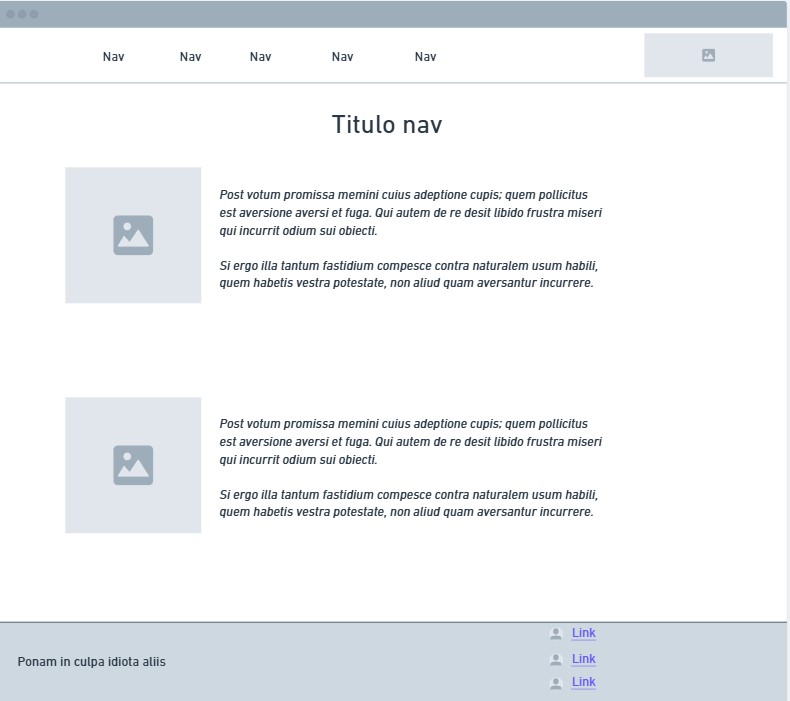 Nav Nav Nav Nav Nav
Titulo nav
Post votum promissa memini cuius adeptione cupis; quem pollicitus
est aversione aversi et fuga. Qui autem de re desit libido frustra miseri
qui incurrit odium sui obiecti.
Si ergo illa tantum fastidium compesce contra naturalem usum habili,
quem habetis vestra potestate, non aliud quam aversantur incurrere.
Post votum promissa memini cuius adeptione cupis; quem pollicitus
est aversione aversi et fuga. Qui autem de re desit libido frustra miseri
qui incurrit odium sui obiecti.
Si ergo illa tantum fastidium compesce contra naturalem usum habili,
quem habetis vestra potestate, non aliud quam aversantur incurrere.
Ponam in culpa idiota aliis
Link
Link
Link